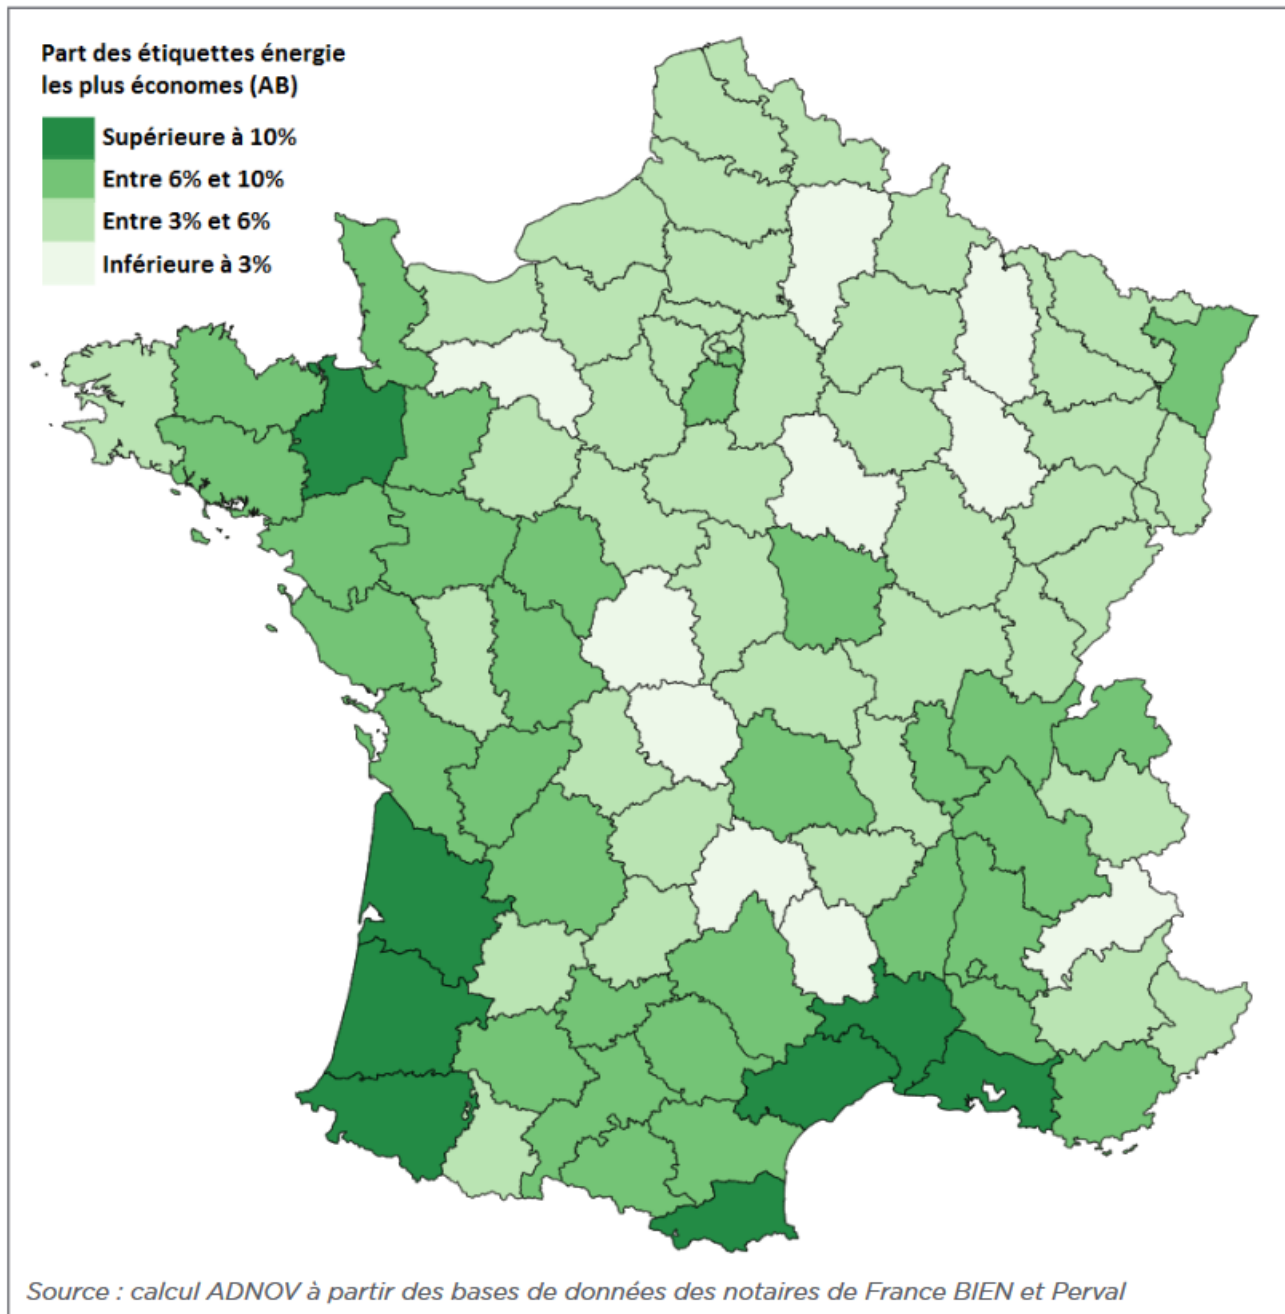 Part des étiquettes énergie
les plus économes (AB)
Supérieure à 10%
Entre 6% et 10%
Entre 3% et 6%
Inférieure à 3%
Source : calcul ADNOV à partir des bases de données des notaires de France BIEN et Perval